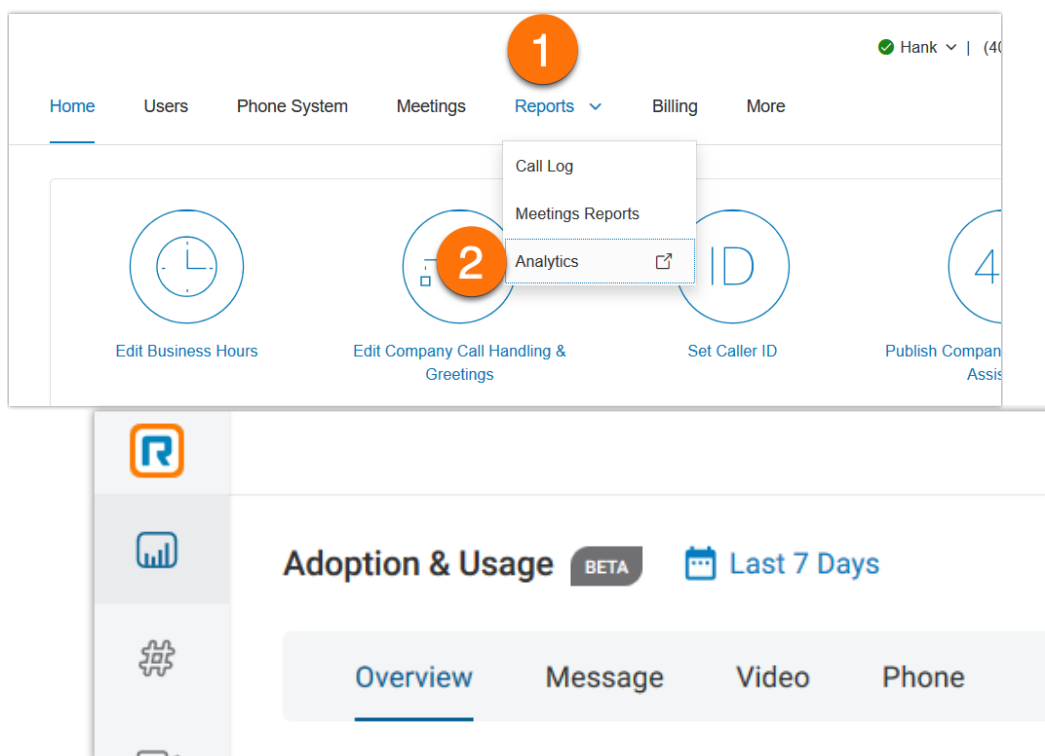 1
Hank | (40
Home Users Phone System Meetings Reports Billing More
Call Log
Meetings Reports
2 Analytics
ID 4
Edit Business Hours Edit Company Call Handling & Set Caller ID Publish Compan
Greetings Assis
R
Adoption & Usage BETA Last 7 Days
Overview Message Video Phone